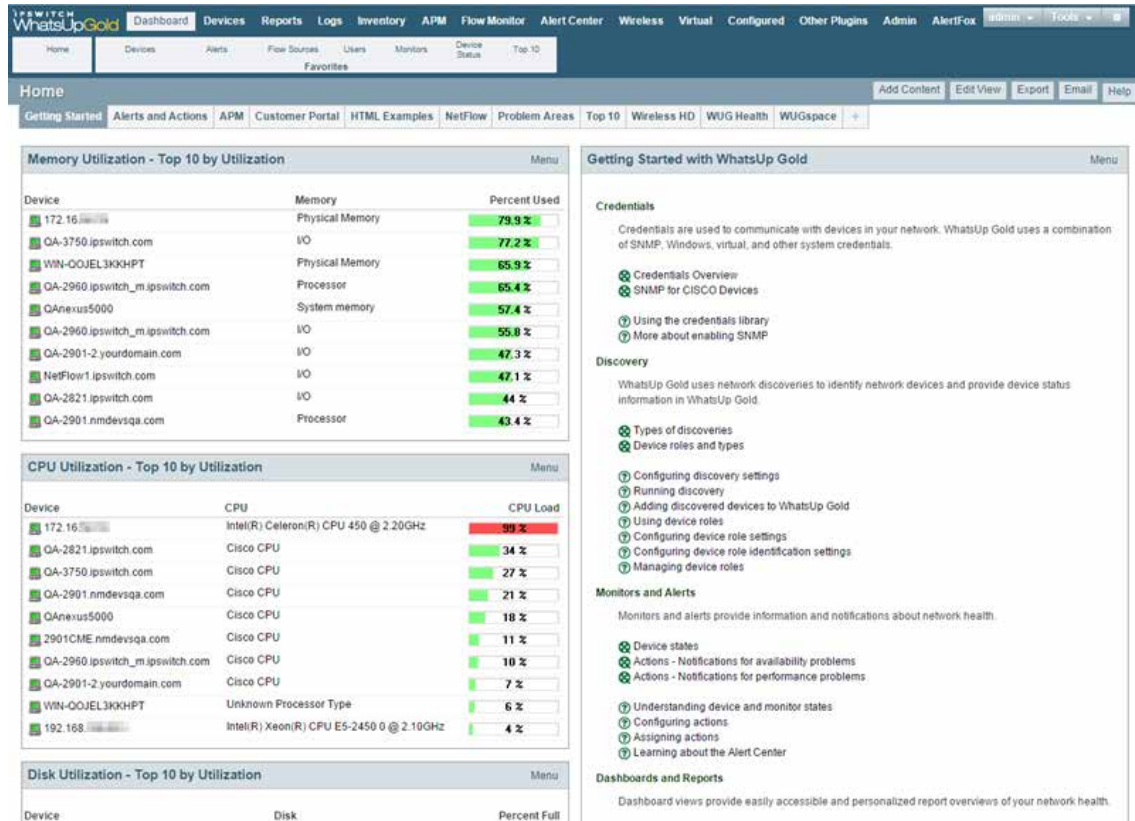 IPSWITCH
WhatsUpGold Dashboard Devices Reports Logs Inventory APM Flow Monitor Alert Center Wireless Virtual Configured Other Plugins Admin AlertFox admin Tools
Home Devices Alerts Flow Sources Users Monitors Device Status Top 10
Favorites
Home Add Content Edit View Export Email Help
Getting Started Alerts and Actions APM Customer Portal HTML Examples NetFlow Problem Areas Top 10 Wireless HD WUG Health WUGspace +
Memory Utilization - Top 10 by Utilization Menu
Device Memory Percent Used
172.16. Physical Memory 79.9 %
QA-3750.ipswitch.com I/O 77.2 %
WIN-OOJEL3KKHPT Physical Memory 65.9 %
QA-2960.ipswitch_m.ipswitch.com Processor 65.4 %
QAnexus5000 System memory 57.4 %
QA-2960.ipswitch_m.ipswitch.com I/O 55.8 %
QA-2901-2.yourdomain.com I/O 47.3 %
NetFlow1.ipswitch.com I/O 47.1 %
QA-2821.ipswitch.com I/O 44 %
QA-2901.nmdevsqa.com Processor 43.4 %
CPU Utilization - Top 10 by Utilization Menu
Device CPU CPU Load
172.16. Intel(R) Celeron(R) CPU 450 @ 2.20GHz 99 %
QA-2821.ipswitch.com Cisco CPU 34 %
QA-3750.ipswitch.com Cisco CPU 27 %
QA-2901.nmdevsqa.com Cisco CPU 21 %
QAnexus5000 Cisco CPU 18 %
2901CME.nmdevsqa.com Cisco CPU 11 %
QA-2960.ipswitch_m.ipswitch.com Cisco CPU 10 %
QA-2901-2.yourdomain.com Cisco CPU 7 %
WIN-OOJEL3KKHPT Unknown Processor Type 6 %
192.168. Intel(R) Xeon(R) CPU E5-2450 0 @ 2.10GHz 4 %
Disk Utilization - Top 10 by Utilization Menu
Device Disk Percent Full
Getting Started with WhatsUp Gold Menu
Credentials
Credentials are used to communicate with devices in your network. WhatsUp Gold uses a combination
of SNMP, Windows, virtual, and other system credentials.
Credentials Overview
SNMP for CISCO Devices
Using the credentials library
More about enabling SNMP
Discovery
WhatsUp Gold uses network discoveries to identify network devices and provide device status
information in WhatsUp Gold.
Types of discoveries
Device roles and types
Configuring discovery settings
Running discovery
Adding discovered devices to WhatsUp Gold
Using device roles
Configuring device role settings
Configuring device role identification settings
Managing device roles
Monitors and Alerts
Monitors and alerts provide information and notifications about network health.
Device states
Actions - Notifications for availability problems
Actions - Notifications for performance problems
Understanding device and monitor states
Configuring actions
Assigning actions
Learning about the Alert Center
Dashboards and Reports
Dashboard views provide easily accessible and personalized report overviews of your network health.